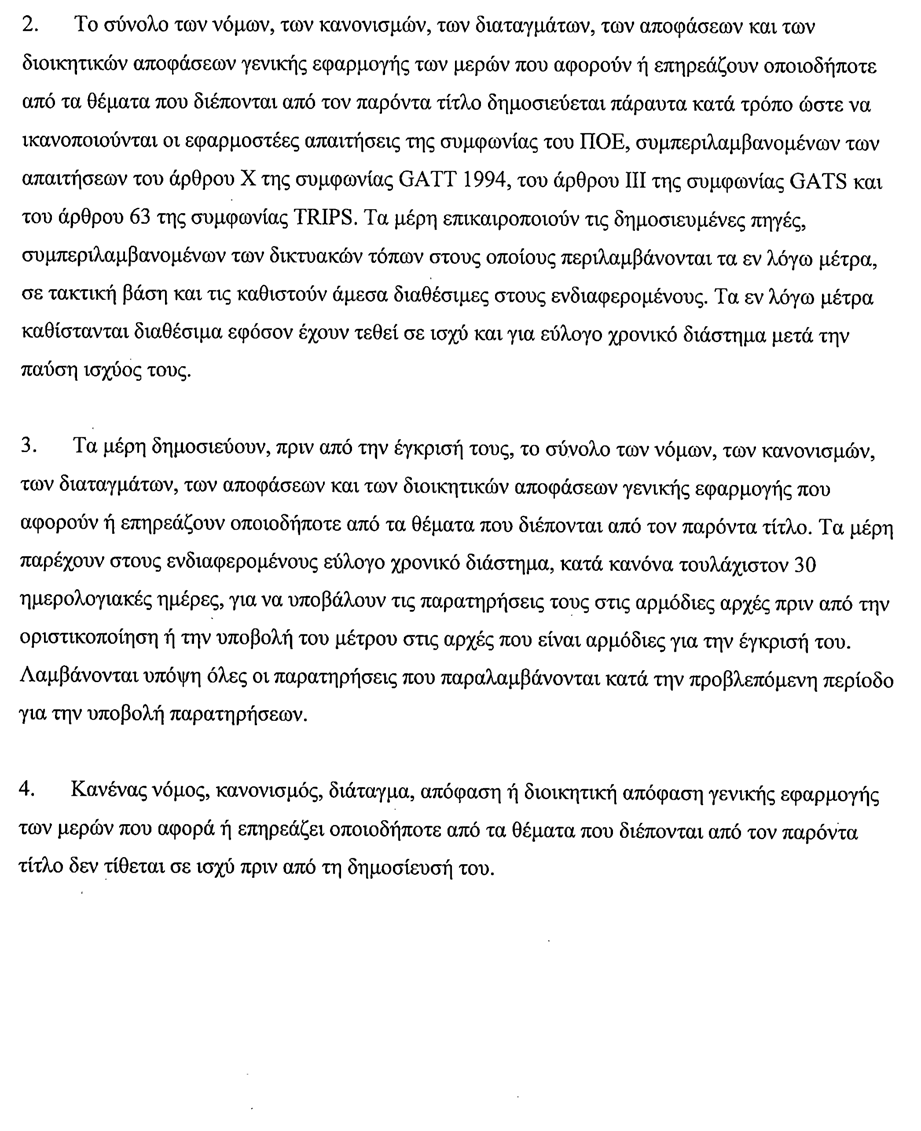 2. Το σύνολο των νόμων, των κανονισμών, των διαταγμάτων, των αποφάσεων και των
διοικητικών αποφάσεων γενικής εφαρμογής των μερών που αφορούν ή επηρεάζουν οποιοδήποτε
από τα θέματα που διέπονται από τον παρόντα τίτλο δημοσιεύεται πάραυτα κατά τρόπο ώστε να
ικανοποιούνται οι εφαρμοστέες απαιτήσεις της συμφωνίας του ΠΟΕ, συμπεριλαμβανομένων των
απαιτήσεων του άρθρου X της συμφωνίας GATT 1994, του άρθρου III της συμφωνίας GATS και
του άρθρου 63 της συμφωνίας TRIPS. Τα μέρη επικαιροποιούν τις δημοσιευμένες πηγές,
συμπεριλαμβανομένων των δικτυακών τόπων στους οποίους περιλαμβάνονται τα εν λόγω μέτρα,
σε τακτική βάση και τις καθιστούν άμεσα διαθέσιμες στους ενδιαφερομένους. Τα εν λόγω μέτρα
καθίστανται διαθέσιμα εφόσον έχουν τεθεί σε ισχύ και για εύλογο χρονικό διάστημα μετά την
παύση ισχύος τους.
3. Τα μέρη δημοσιεύουν, πριν από την έγκρισή τους, το σύνολο των νόμων, των κανονισμών,
των διαταγμάτων, των αποφάσεων και των διοικητικών αποφάσεων γενικής εφαρμογής που
αφορούν ή επηρεάζουν οποιοδήποτε από τα θέματα που διέπονται από τον παρόντα τίτλο. Τα μέρη
παρέχουν στους ενδιαφερομένους εύλογο χρονικό διάστημα, κατά κανόνα τουλάχιστον 30
ημερολογιακές ημέρες, για να υποβάλουν τις παρατηρήσεις τους στις αρμόδιες αρχές πριν από την
οριστικοποίηση ή την υποβολή του μέτρου στις αρχές που είναι αρμόδιες για την έγκρισή του.
Λαμβάνονται υπόψη όλες οι παρατηρήσεις που παραλαμβάνονται κατά την προβλεπόμενη περίοδο
για την υποβολή παρατηρήσεων.
4. Κανένας νόμος, κανονισμός, διάταγμα, απόφαση ή διοικητική απόφαση γενικής εφαρμογής
των μερών που αφορά ή επηρεάζει οποιοδήποτε από τα θέματα που διέπονται από τον παρόντα
τίτλο δεν τίθεται σε ισχύ πριν από τη δημοσίευσή του.